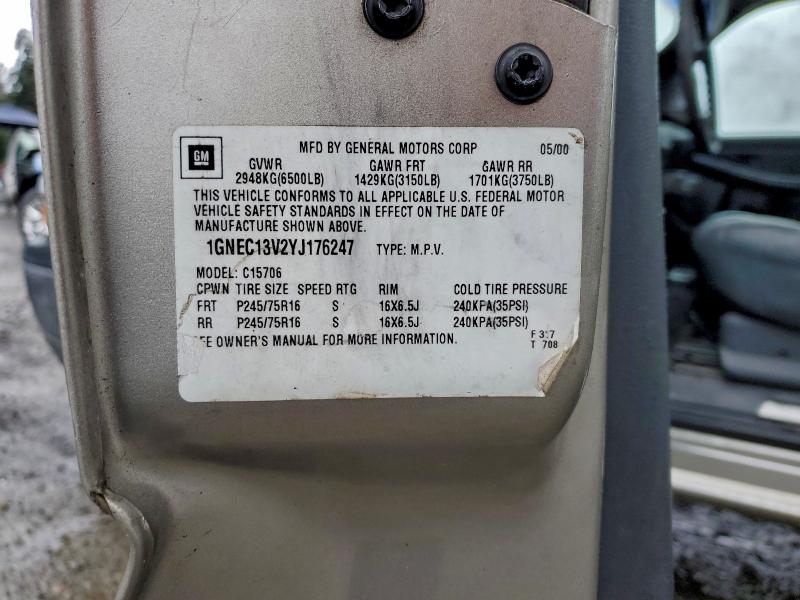 GM
MFD BY GENERAL MOTORS CORP 05/00
GVWR GAWR FRT GAWR RR
2948KG(6500LB) 1429KG(3150LB) 1701KG(3750LB)
THIS VEHICLE CONFORMS TO ALL APPLICABLE U.S. FEDERAL MOTOR
VEHICLE SAFETY STANDARDS IN EFFECT ON THE DATE OF
MANUFACTURE SHOWN ABOVE.
1GNEC13V2YJ176247 TYPE: M.P.V.
MODEL: C15706
CPWN TIRE SIZE SPEED RTG RIM COLD TIRE PRESSURE
FRT P245/75R16 S 16X6.5J 240KPA(35PSI)
RR P245/75R16 S 16X6.5J 240KPA(35PSI)
OWNER'S MANUAL FOR MORE INFORMATION.
T 708